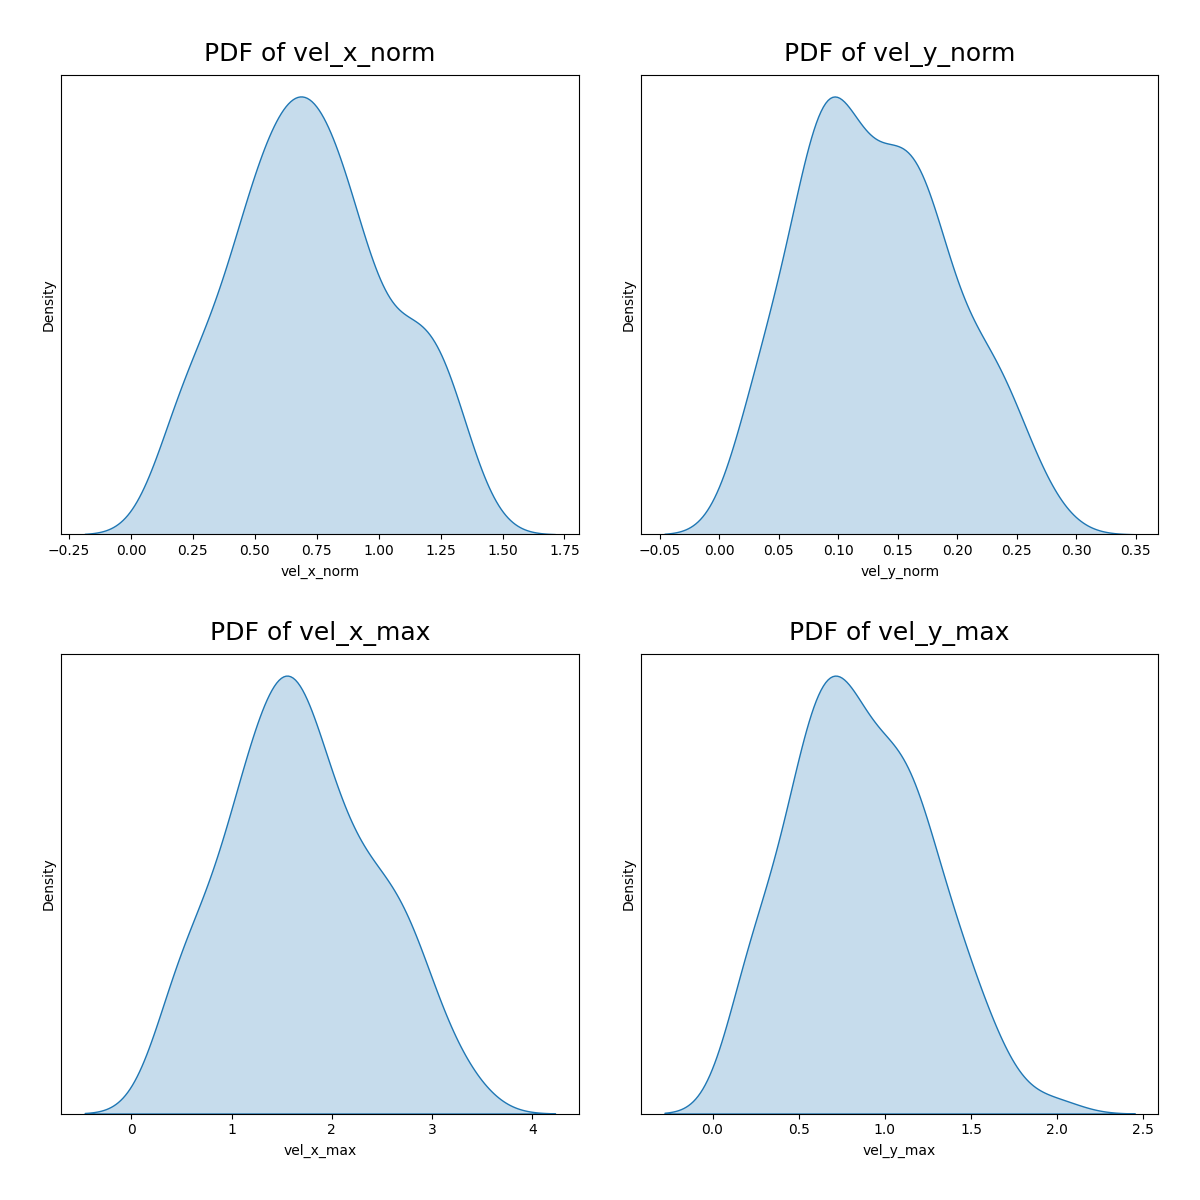 PDF of vel_x_norm
Density
−0.25 0.00 0.25 0.50 0.75 1.00 1.25 1.50 1.75
vel_x_norm
PDF of vel_y_norm
Density
−0.05 0.00 0.05 0.10 0.15 0.20 0.25 0.30 0.35
vel_y_norm
PDF of vel_x_max
Density
0 1 2 3 4
vel_x_max
PDF of vel_y_max
Density
0.0 0.5 1.0 1.5 2.0 2.5
vel_y_max